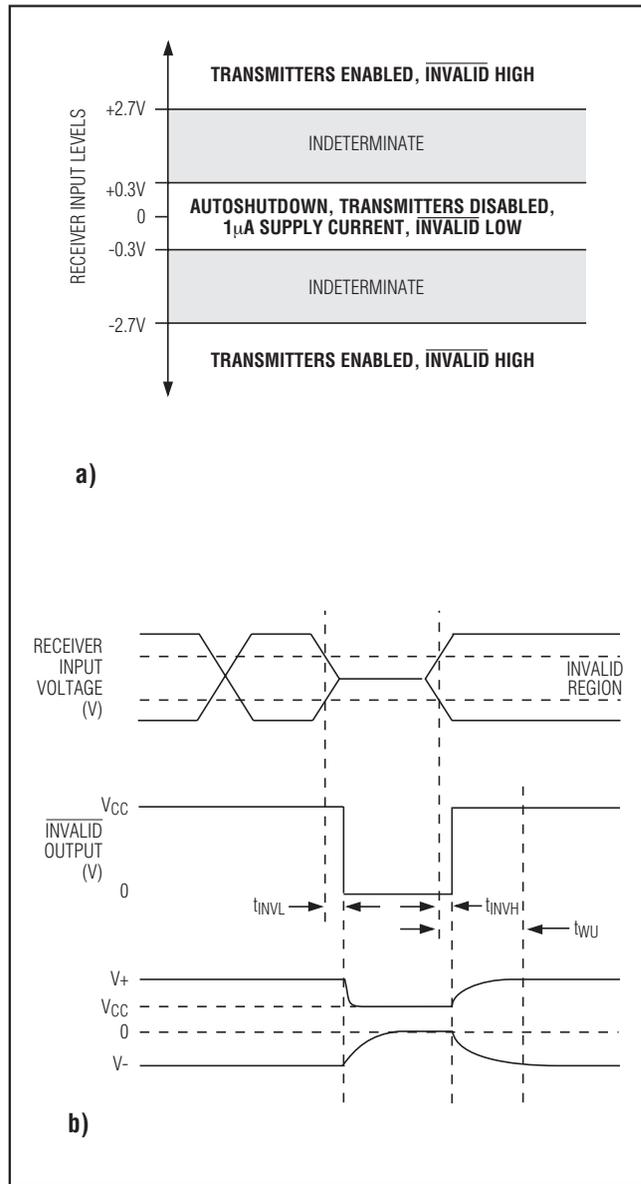 TRANSMITTERS ENABLED, INVALID HIGH
+2.7V
INDETERMINATE
+0.3V
RECEIVER INPUT LEVELS
0
AUTOSHUTDOWN, TRANSMITTERS DISABLED,
1μA SUPPLY CURRENT, INVALID LOW
-0.3V
INDETERMINATE
-2.7V
TRANSMITTERS ENABLED, INVALID HIGH
a)
RECEIVER
INPUT
VOLTAGE
(V)
INVALID
REGION
VCC
INVALID
OUTPUT
(V)
0
tINVL
tINVH
tWU
V+
VCC
0
V-
b)